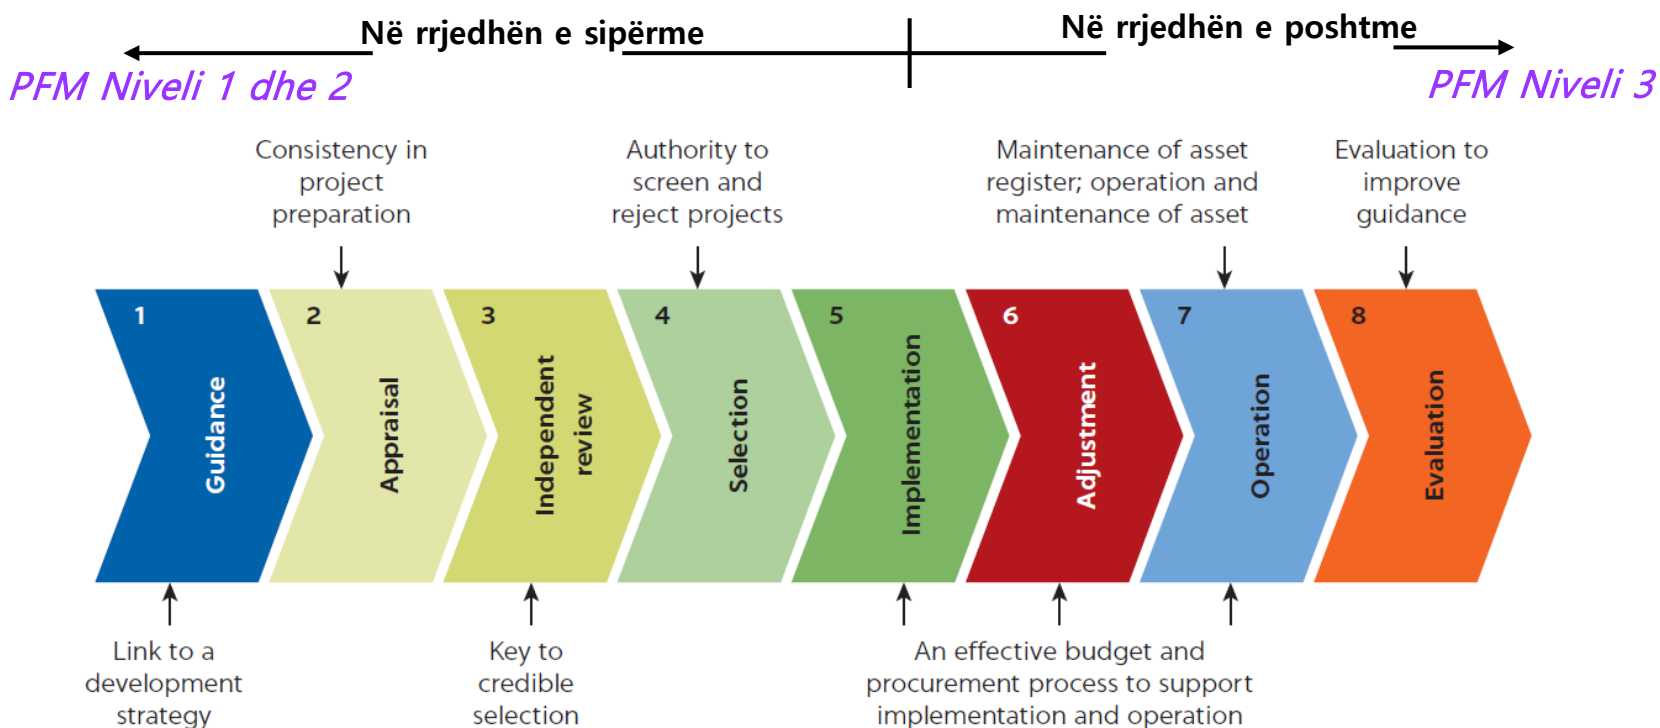 Në rrjedhën e sipërme
Në rrjedhën e poshtme
PFM Niveli 1 dhe 2
PFM Niveli 3
Consistency in
project
preparation
Authority to
screen and
reject projects
Maintenance of asset
register; operation and
maintenance of asset
Evaluation to
improve
guidance
1
Guidance
2
Appraisal
3
Independent
review
4
Selection
5
Implementation
6
Adjustment
7
Operation
8
Evaluation
Link to a
development
strategy
Key to
credible
selection
An effective budget and
procurement process to support
implementation and operation